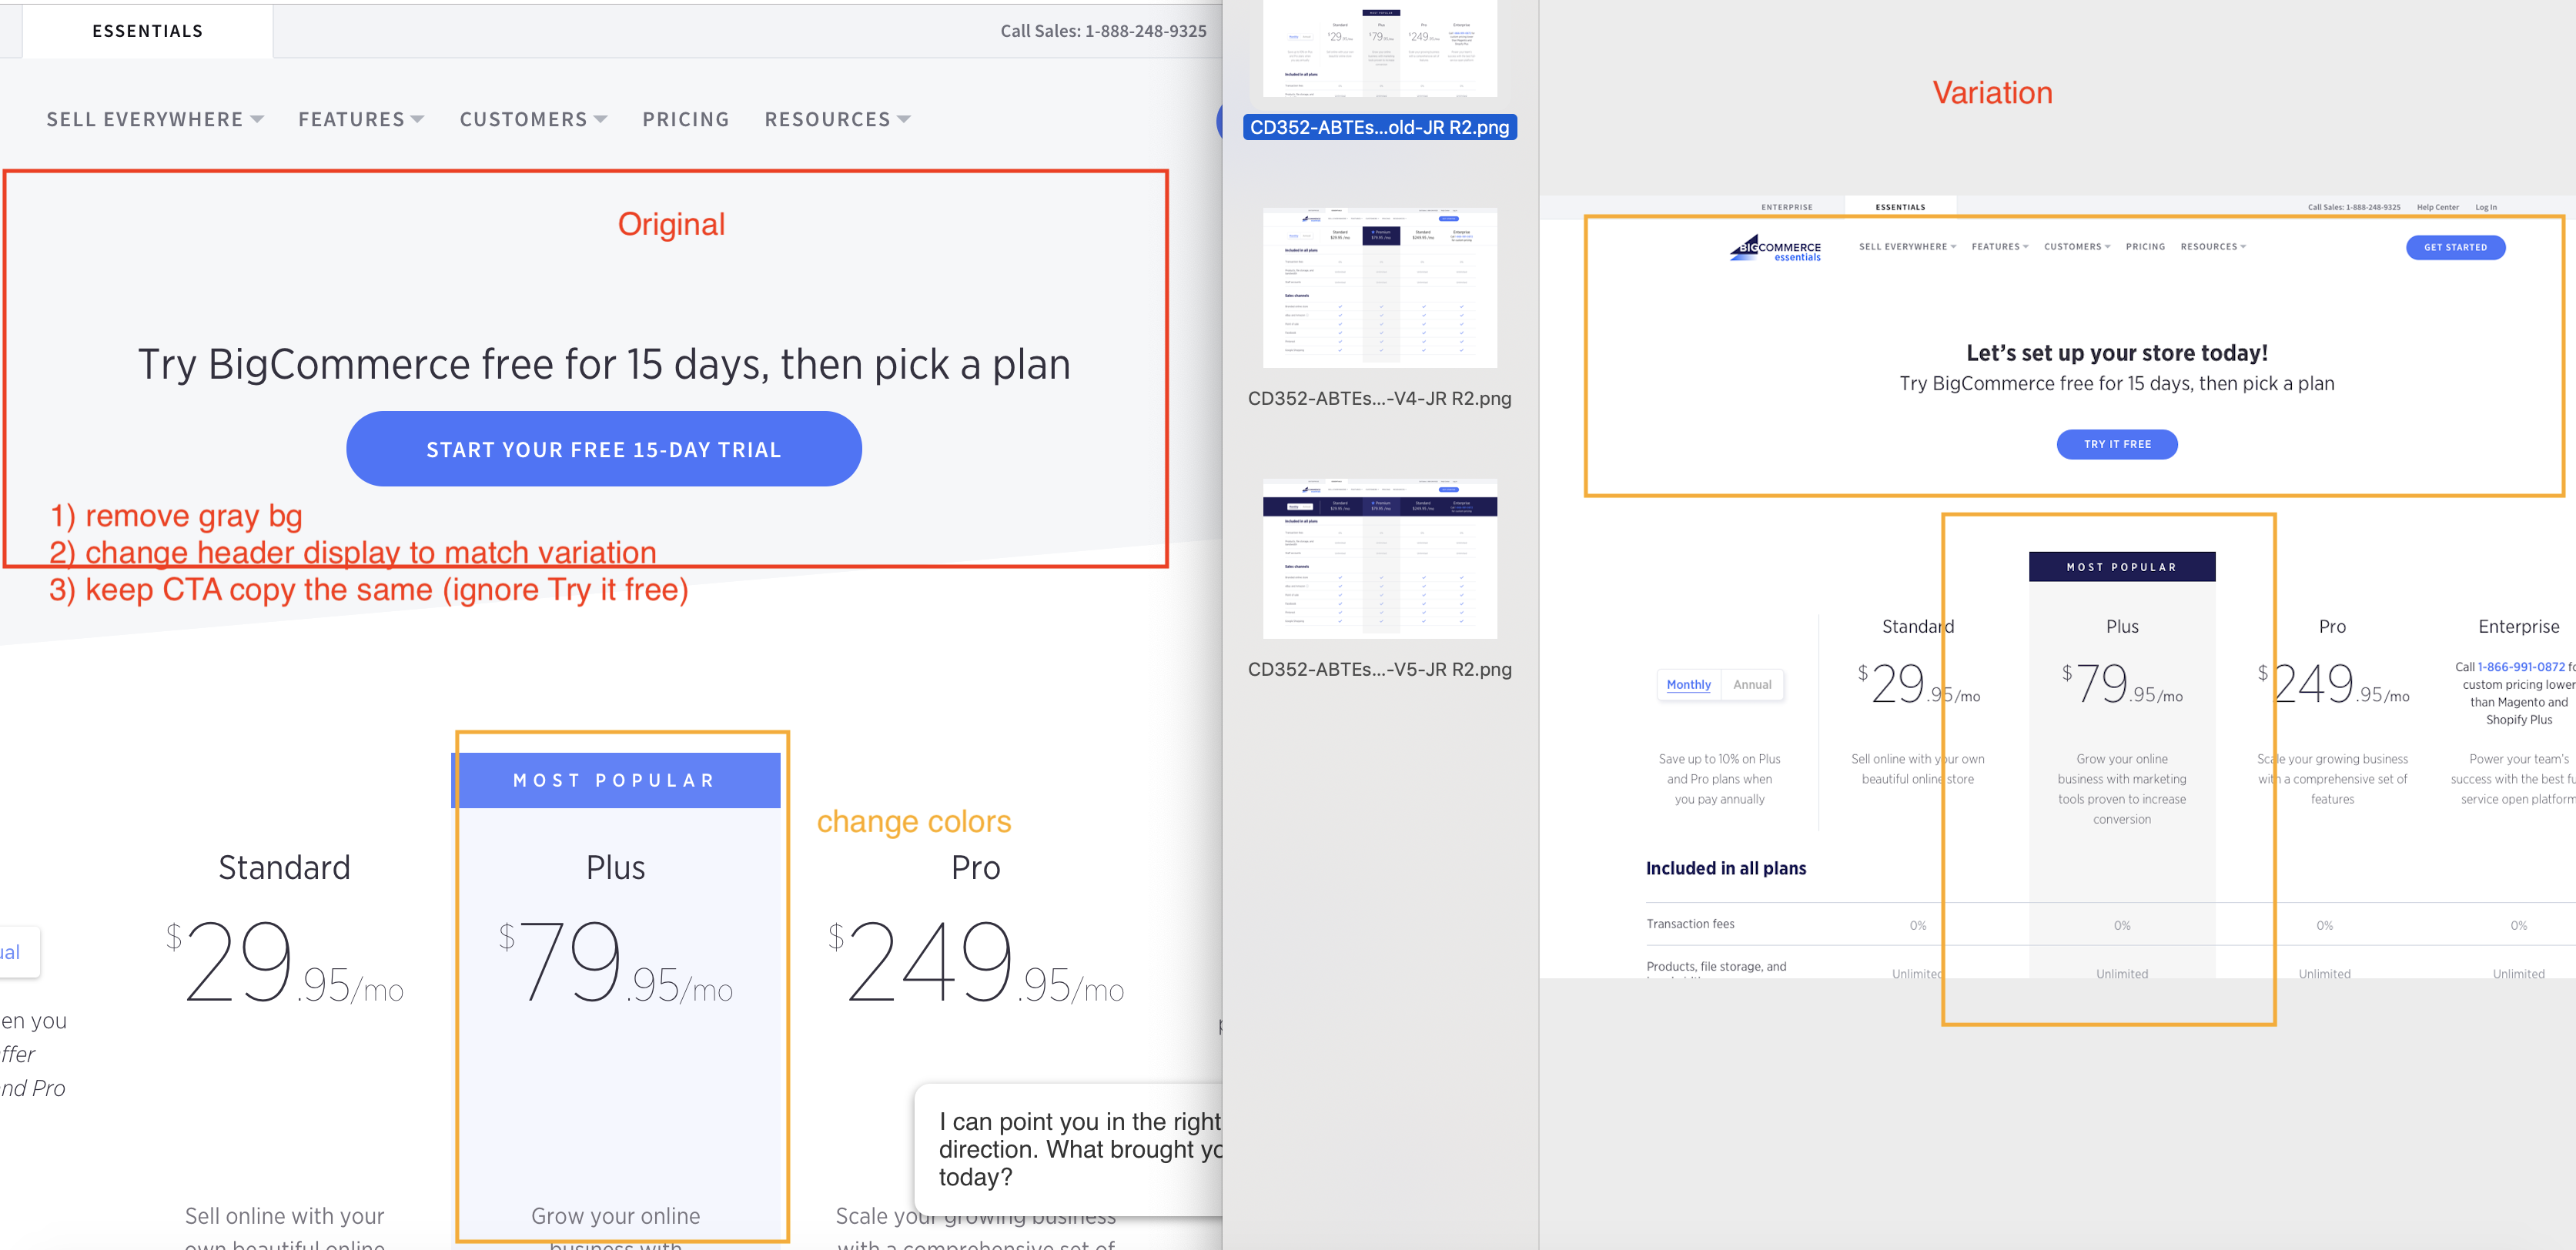 ESSENTIALS
Call Sales: 1-888-248-9325
SELL EVERYWHERE
FEATURES
CUSTOMERS
PRICING
RESOURCES
Original
Try BigCommerce free for 15 days, then pick a plan
START YOUR FREE 15-DAY TRIAL
1) remove gray bg
2) change header display to match variation
3) keep CTA copy the same (ignore Try it free)
MOST POPULAR
change colors
Standard
Plus
Pro
$29.95/mo
$79.95/mo
$249.95/mo
en you
ffer
nd Pro
I can point you in the right
direction. What brought yo
today?
Sell online with your
own beautiful online
Grow your online
business with
Scale your growing business
with a comprehensive set of
CD352-ABTEs...old-JR R2.png
CD352-ABTEs...-V4-JR R2.png
CD352-ABTEs...-V5-JR R2.png
Variation
ENTERPRISE
ESSENTIALS
Call Sales: 1-888-248-9325
Help Center
Log In
BIGCOMMERCE
essentials
SELL EVERYWHERE
FEATURES
CUSTOMERS
PRICING
RESOURCES
GET STARTED
Let's set up your store today!
Try BigCommerce free for 15 days, then pick a plan
TRY IT FREE
MOST POPULAR
Standard
Plus
Pro
Enterprise
Monthly
Annual
$29.95/mo
$79.95/mo
$249.95/mo
Call 1-866-991-0872 fo
custom pricing lower
than Magento and
Shopify Plus
Save up to 10% on Plus
and Pro plans when
you pay annually
Sell online with your own
beautiful online store
Grow your online
business with marketing
tools proven to increase
conversion
Scale your growing business
with a comprehensive set of
features
Power your team's
success with the best fu
service open platform
Included in all plans
Transaction fees
0%
0%
0%
0%
Products, file storage, and
Unlimited
Unlimited
Unlimited
Unlimited